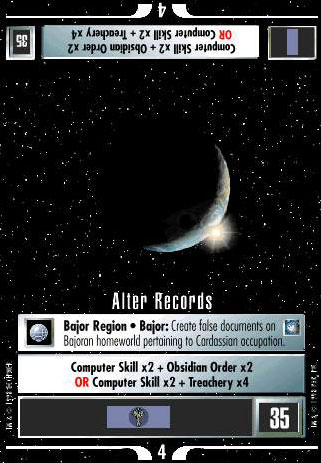 4
35
Computer Skill x2 + Obsidian Order x2
OR Computer Skill x2 + Treachery x4
Alter Records
Bajor Region • Bajor: Create false documents on
Bajoran homeworld pertaining to Cardassian occupation.
Computer Skill x2 + Obsidian Order x2
OR Computer Skill x2 + Treachery x4
35
4